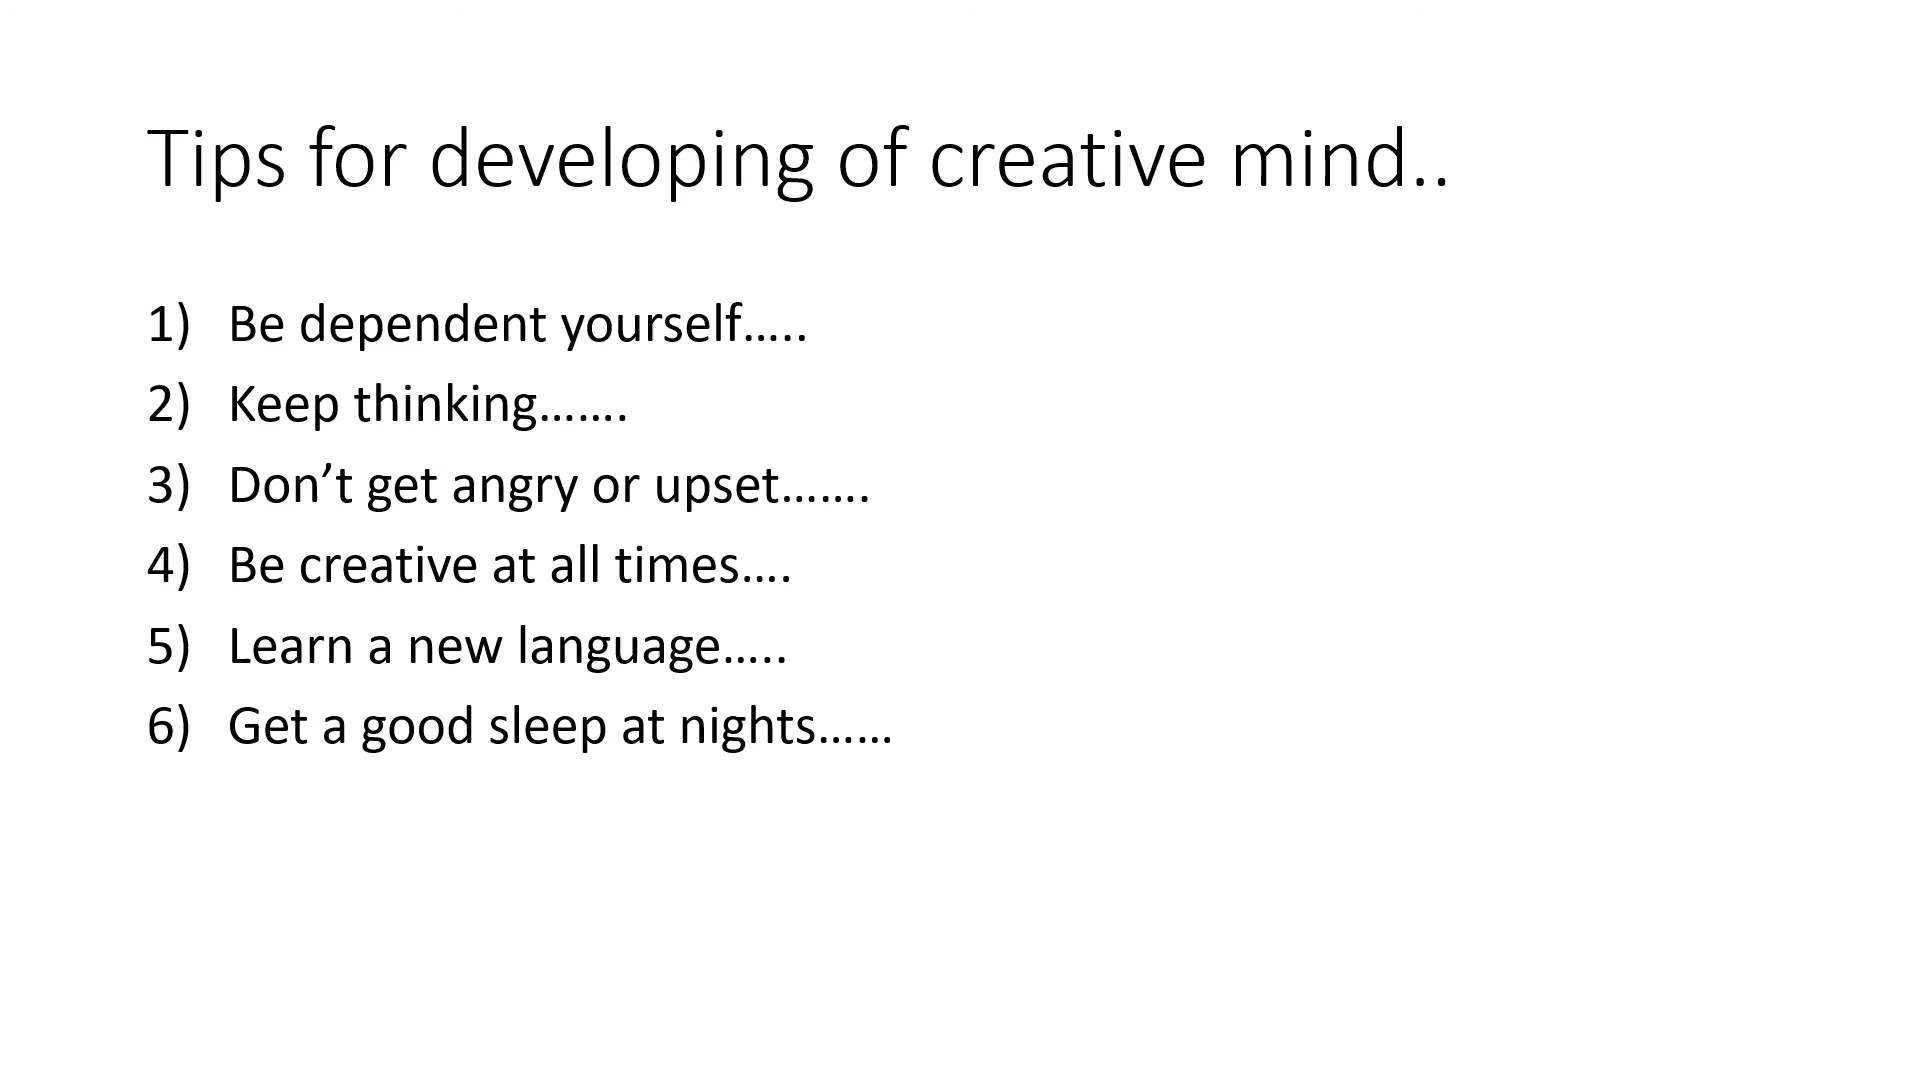 Tips for developing of creative mind..
1) Be dependent yourself…..
2) Keep thinking…….
3) Don’t get angry or upset…….
4) Be creative at all times….
5) Learn a new language…..
6) Get a good sleep at nights……